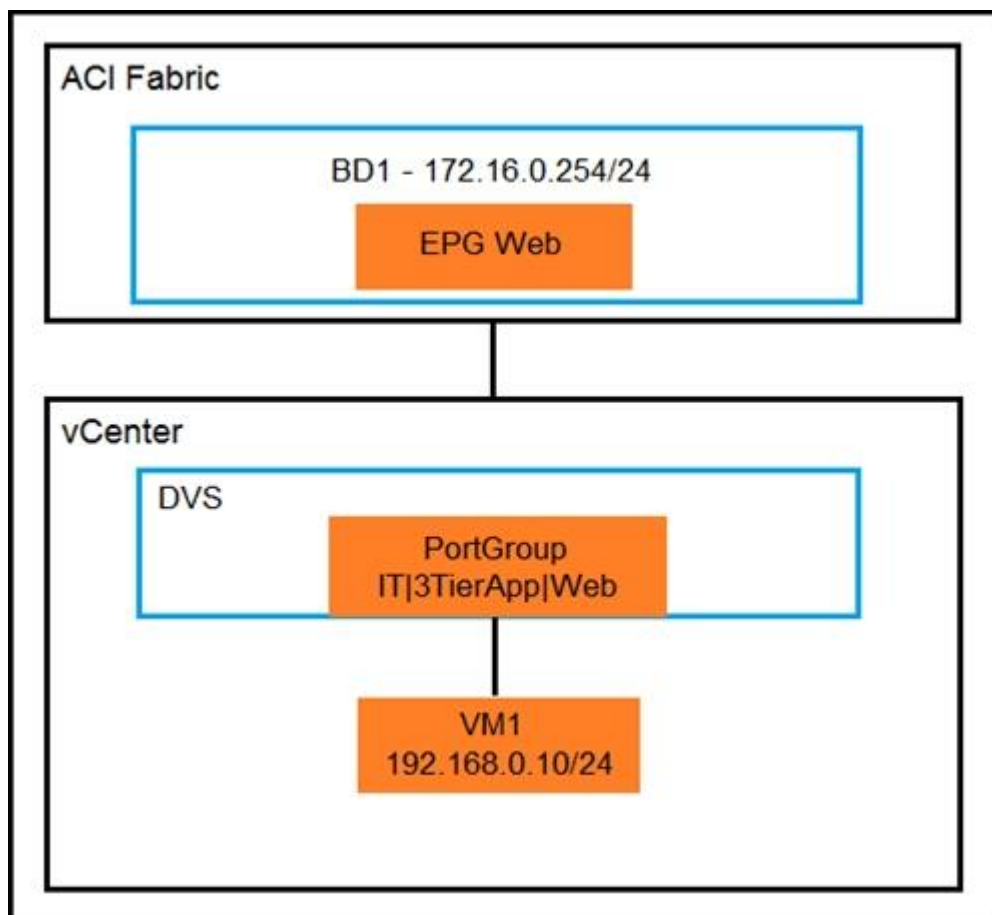 ACI Fabric
BD1 - 172.16.0.254/24
EPG Web
vCenter
DVS
PortGroup
IT|3TierApp|Web
VM1
192.168.0.10/24